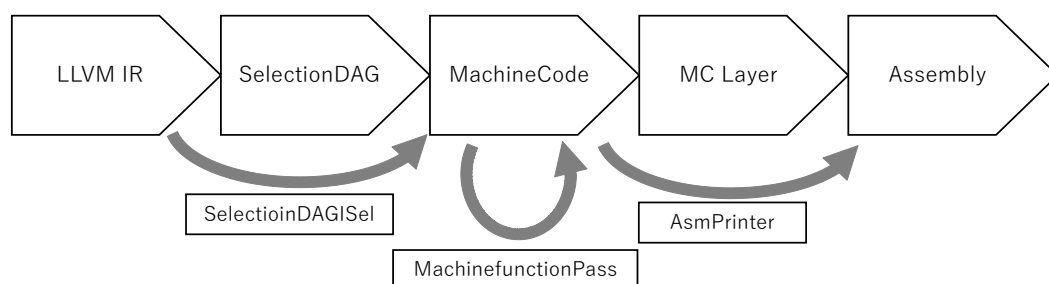 LLVM IR
SelectionDAG
MachineCode
MC Layer
Assembly
SelectioinDAGISel
AsmPrinter
MachinefunctionPass